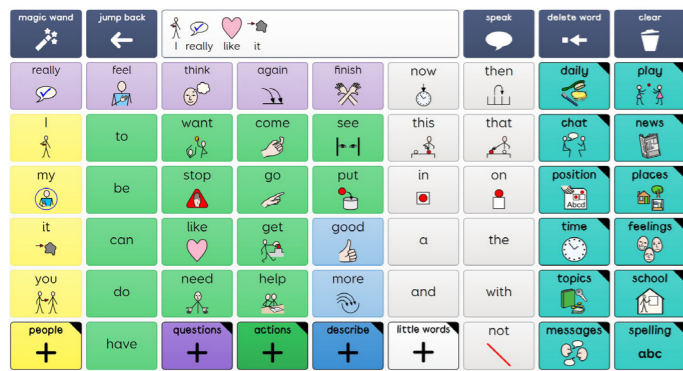 magic wand
jump back
I really like it
speak
delete word
clear
really
feel
think
again
finish
now
then
daily
play
I
to
want
come
see
this
that
chat
news
my
be
stop
go
put
in
on
position
Abcd
places
it
can
like
get
good
a
the
time
feelings
you
do
need
help
more
and
with
topics
school
people
have
questions
actions
describe
little words
not
messages
spelling
abc